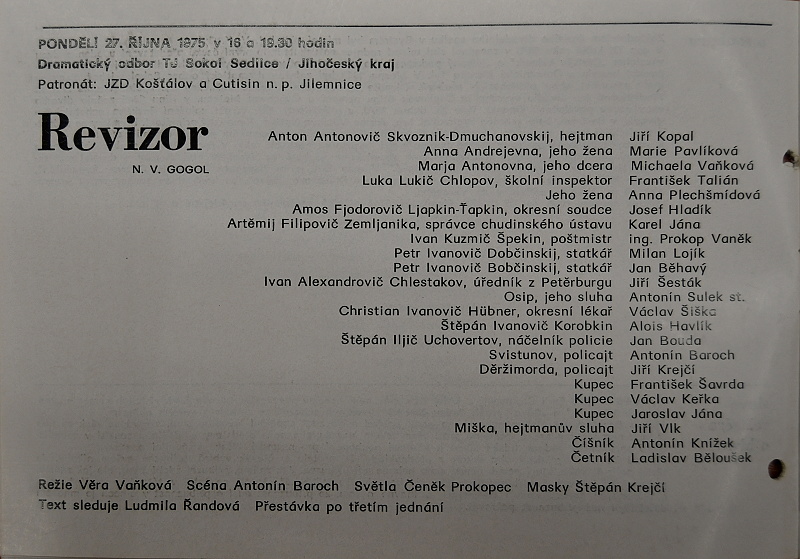 PONDĚLÍ 27. ŘÍJNA 1975 v 16 a 19.30 hodin
Dramatický odbor TJ Sokol Sedlice / Jihočeský kraj
Patronát: JZD Košťálov a Cutisin n. p. Jilemnice
Revizor
N. V. GOGOL
Anton Antonovič Skvoznik-Dmuchanovskij, hejtman Jiří Kopal
Anna Andrejevna, jeho žena Marie Pavlíková
Marja Antonovna, jeho dcera Michaela Vaňková
Luka Lukič Chlopov, školní inspektor František Talián
Jeho žena Anna Plechšmídová
Amos Fjodorovič Ljapkin-Ťapkin, okresní soudce Josef Hladík
Artěmij Filipovič Zemljanika, správce chudinského ústavu Karel Jána
Ivan Kuzmič Špekin, poštmistr ing. Prokop Vaněk
Petr Ivanovič Dobčinskij, statkář Milan Lojík
Petr Ivanovič Bobčinskij, statkář Jan Běhavý
Ivan Alexandrovič Chlestakov, úředník z Petěrburgu Jiří Šesták
Osip, jeho sluha Antonín Sulek st.
Christian Ivanovič Hübner, okresní lékař Václav Šiška
Štěpán Ivanovič Korobkin Alois Havlík
Štěpán Iljič Uchovertov, náčelník policie Jan Bouda
Svistunov, policajt Antonín Baroch
Děržimorda, policajt Jiří Krejčí
Kupec František Šavrda
Kupec Václav Keřka
Kupec Jaroslav Jána
Miška, hejtmanův sluha Jiří Vlk
Číšník Antonín Knížek
Četník Ladislav Běloušek
Režie Věra Vaňková Scéna Antonín Baroch Světla Čeněk Prokopec Masky Štěpán Krejčí
Text sleduje Ludmila Řandová Přestávka po třetím jednání